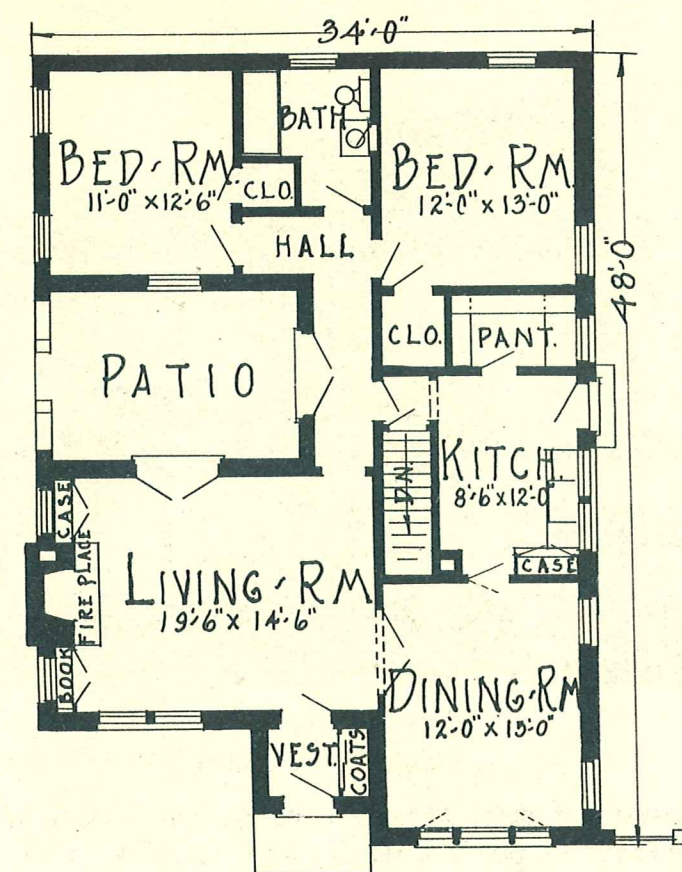 34'-0"
BATH
BED-RM.
11'-0" x 12'-6"
CLO.
BED-RM.
12'-0" x 13'-0"
HALL
48'-0"
CLO.
PANT.
PATIO
KITCH.
8'-6" x 12'-0"
DN.
CASE
FIRE PLACE
BOOK
LIVING-RM
19'-6" x 14'-6"
CASE
DINING-RM
12'-0" x 15'-0"
VEST.
COATS